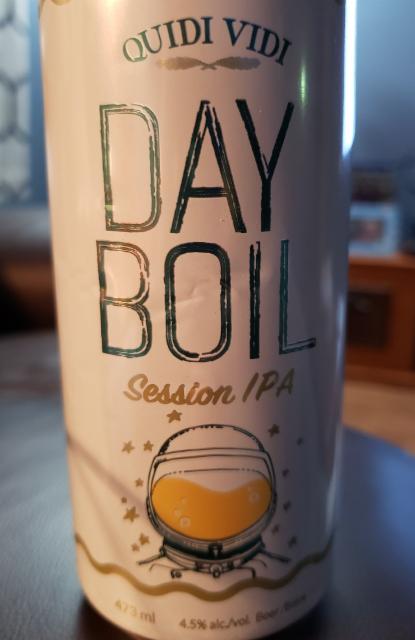 QUIDI VIDI
DAY
BOIL
Session IPA
473 ml 4.5% alc./vol. Beer/Bière